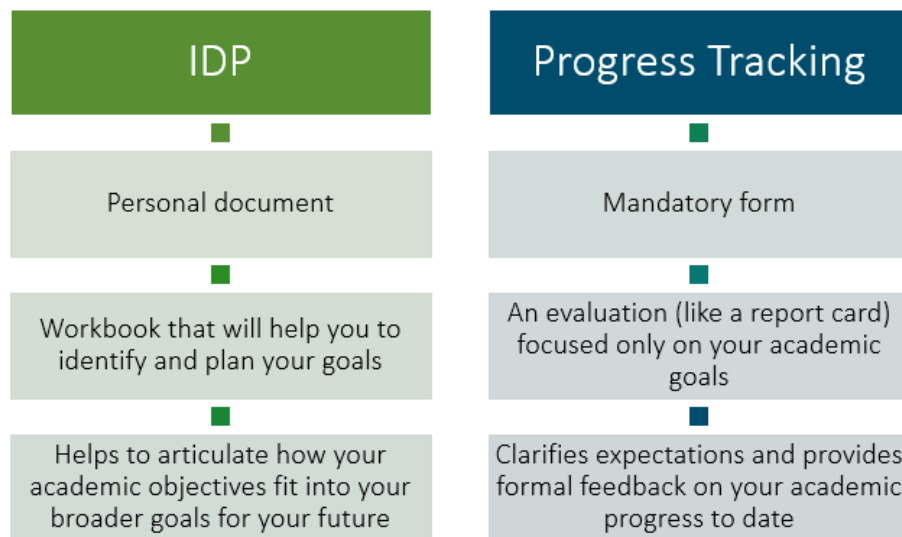 IDP
Personal document
Workbook that will help you to
identify and plan your goals
Helps to articulate how your
academic objectives fit into your
broader goals for your future
Progress Tracking
Mandatory form
An evaluation (like a report card)
focused only on your academic
goals
Clarifies expectations and provides
formal feedback on your academic
progress to date